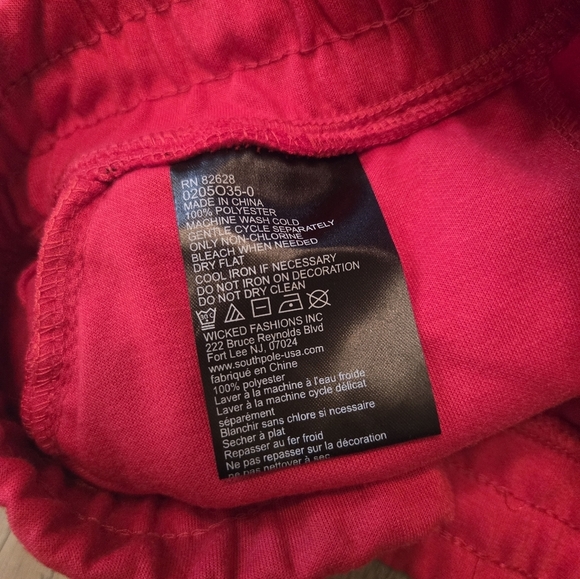 RN 82628
0205O35-0
MADE IN CHINA
100% POLYESTER
MACHINE WASH COLD
GENTLE CYCLE SEPARATELY
ONLY NON-CHLORINE
BLEACH WHEN NEEDED
DRY FLAT
COOL IRON IF NECESSARY
DO NOT IRON ON DECORATION
DO NOT DRY CLEAN
WICKED FASHIONS INC
222 Bruce Reynolds Blvd
Fort Lee NJ, 07024
www.southpole-usa.com
fabriqué en Chine
100% polyester
Laver à la machine à l'eau froide
Laver à la machine cycle délicat
séparément
Blanchir sans chlore si ncessaire
Secher à plat
Repasser au fer froid
Ne pas repasser sur la décoration
ne pas nettoyer à sec